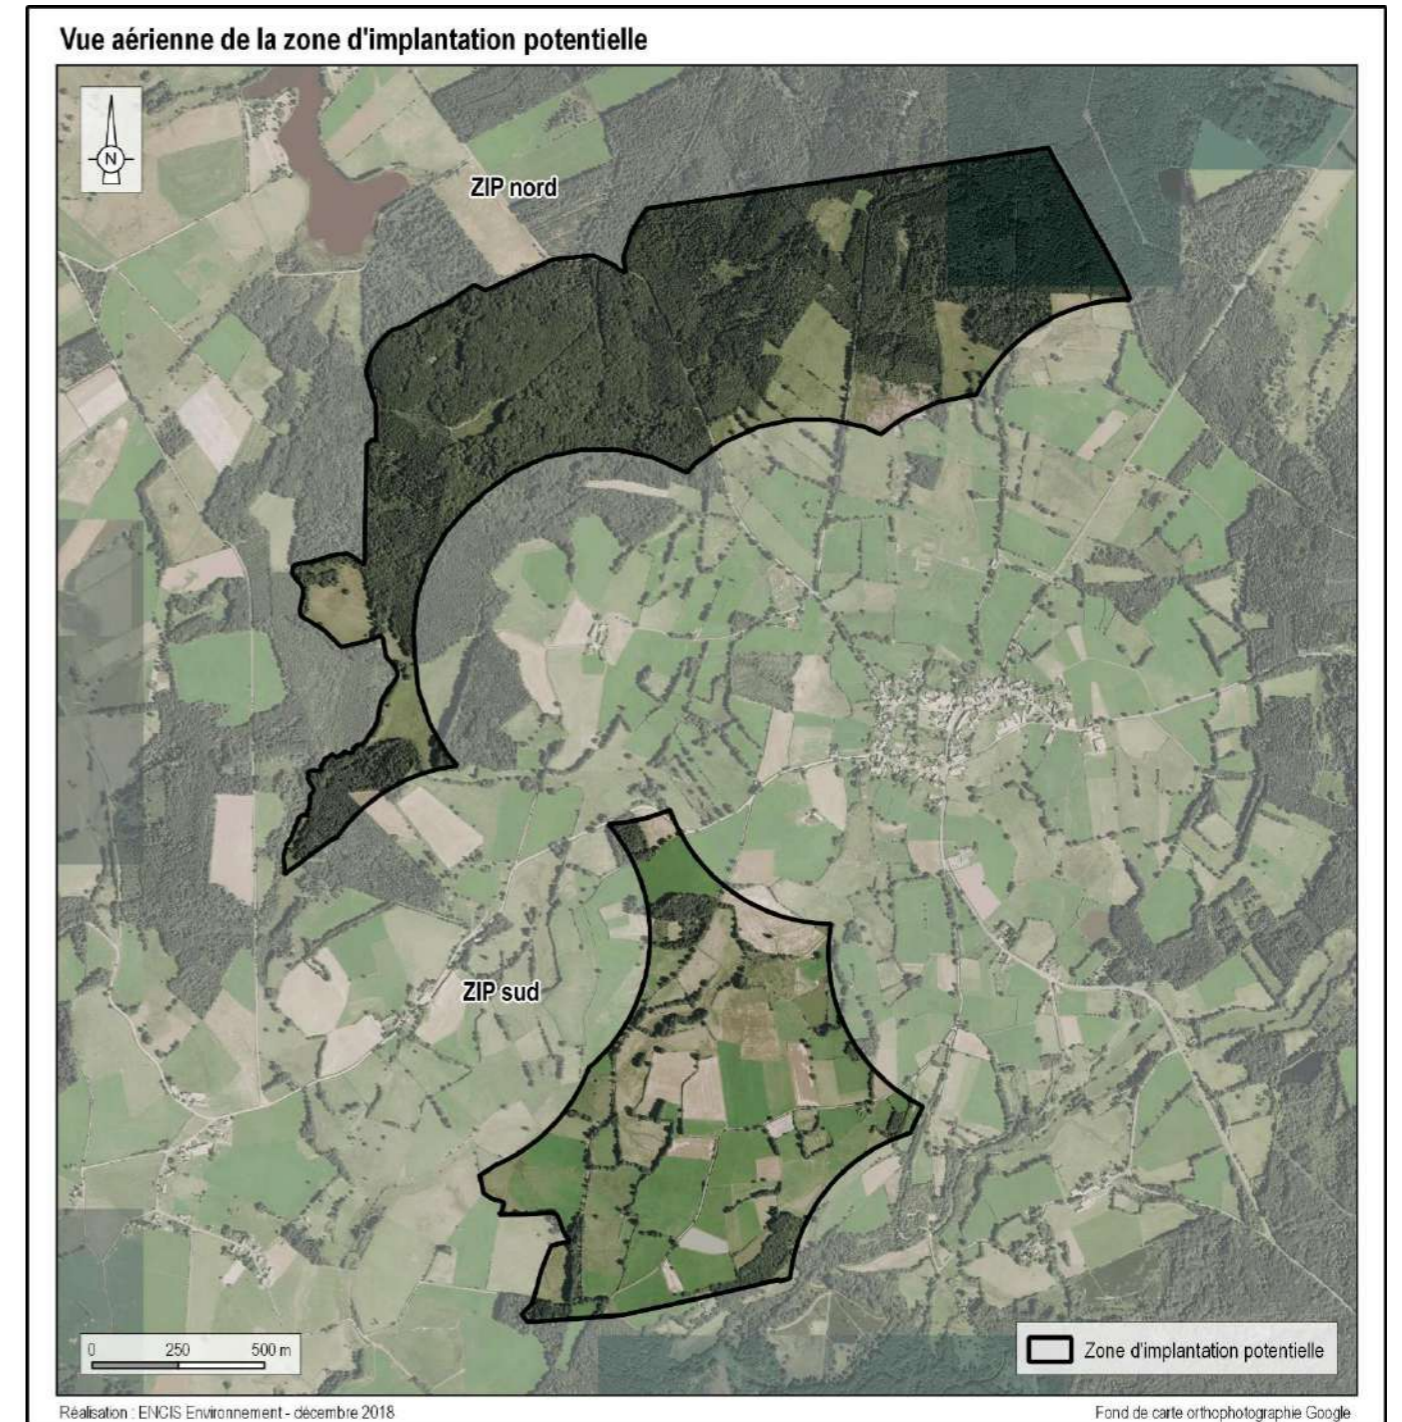 Vue aérienne de la zone d'implantation potentielle
N
ZIP nord
ZIP sud
0 250 500 m
Zone d'implantation potentielle
Réalisation : ENCIS Environnement - décembre 2018
Fond de carte orthophotographie Google